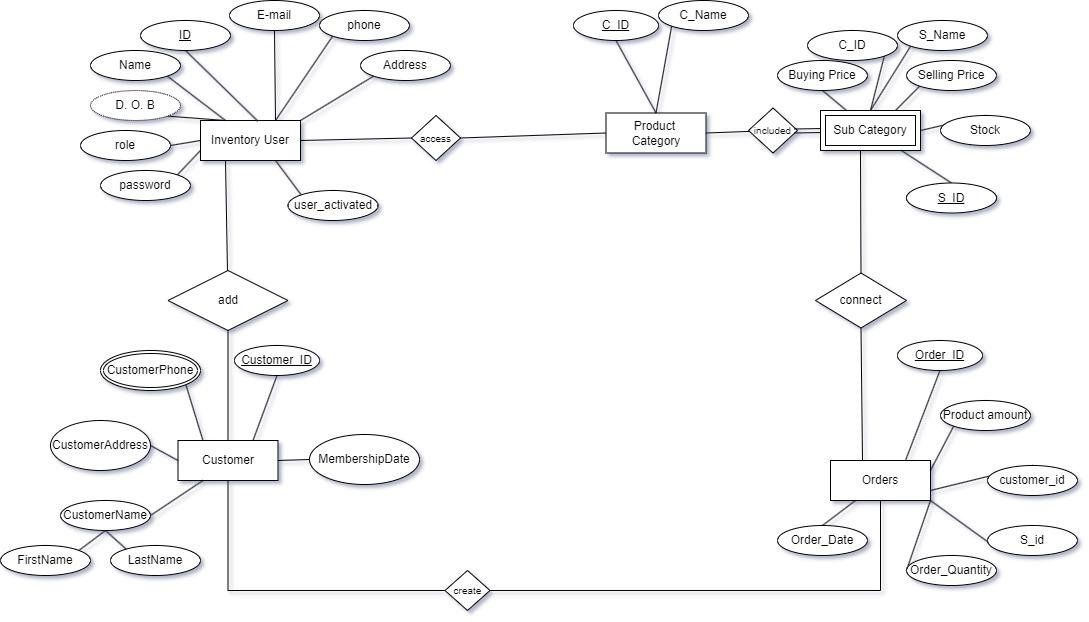 E-mail
C_Name
phone
C_ID
ID
S_Name
C_ID
Name
Address
Buying Price
Selling Price
D. O. B
Stock
Product
Category
included
Sub Category
Inventory User
access
role
password
user_activated
S_ID
add
connect
Order_ID
Customer_ID
CustomerPhone
Product amount
CustomerAddress
Customer
MembershipDate
Orders
customer_id
CustomerName
Order_Date
S_id
FirstName
LastName
Order_Quantity
create